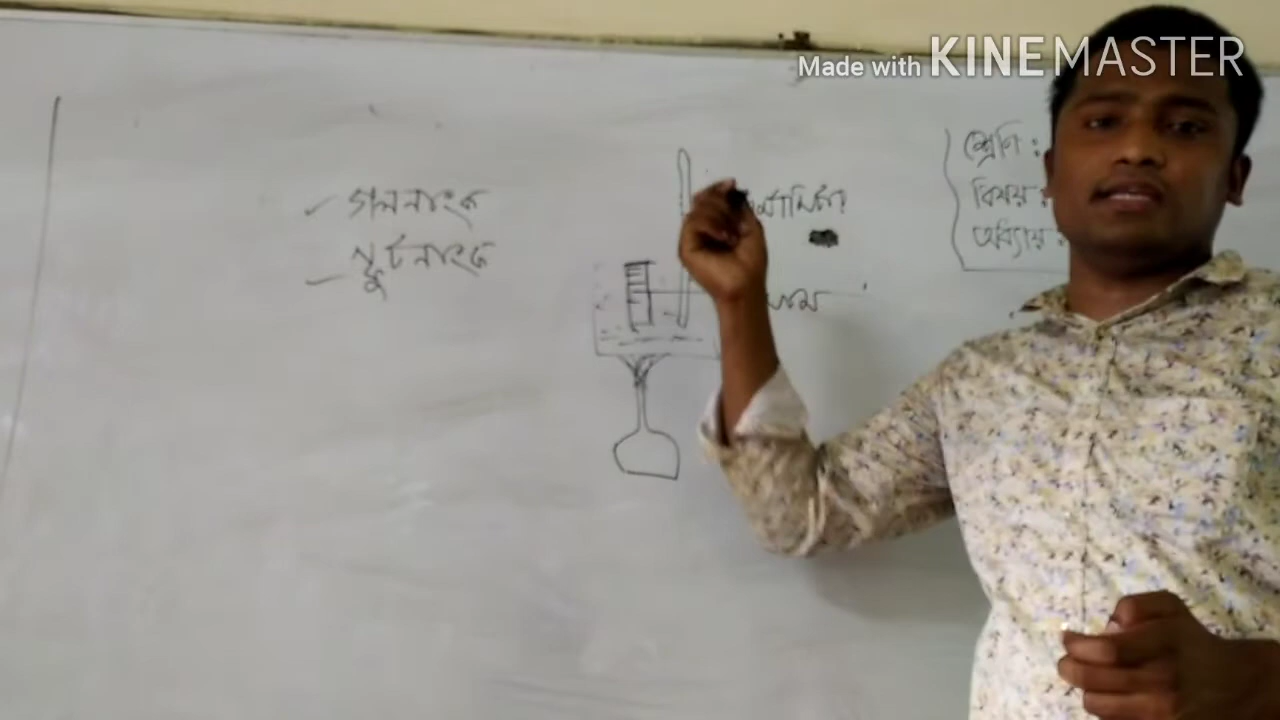 Made with KINEMASTER
গলনাংক
স্ফুটনাংক
শ্রেণি :
বিষয় :
অধ্যায় :
মোম